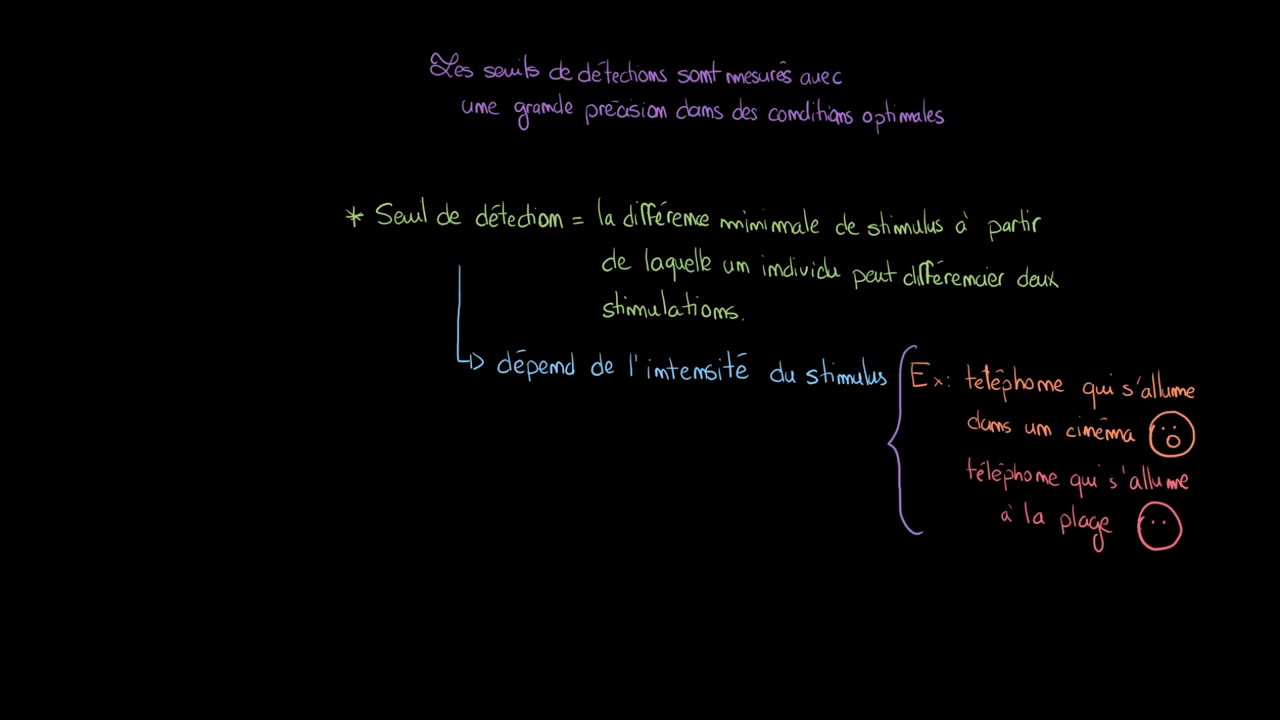 Les seuils de détections sont mesurés avec
une grande précision dans des conditions optimales
* Seuil de détection = la différence minimale de stimulus à partir
de laquelle un individu peut différencier deux
stimulations.
dépend de l'intensité du stimulus
Ex: téléphone qui s'allume
dans un cinéma
téléphone qui s'allume
à la plage